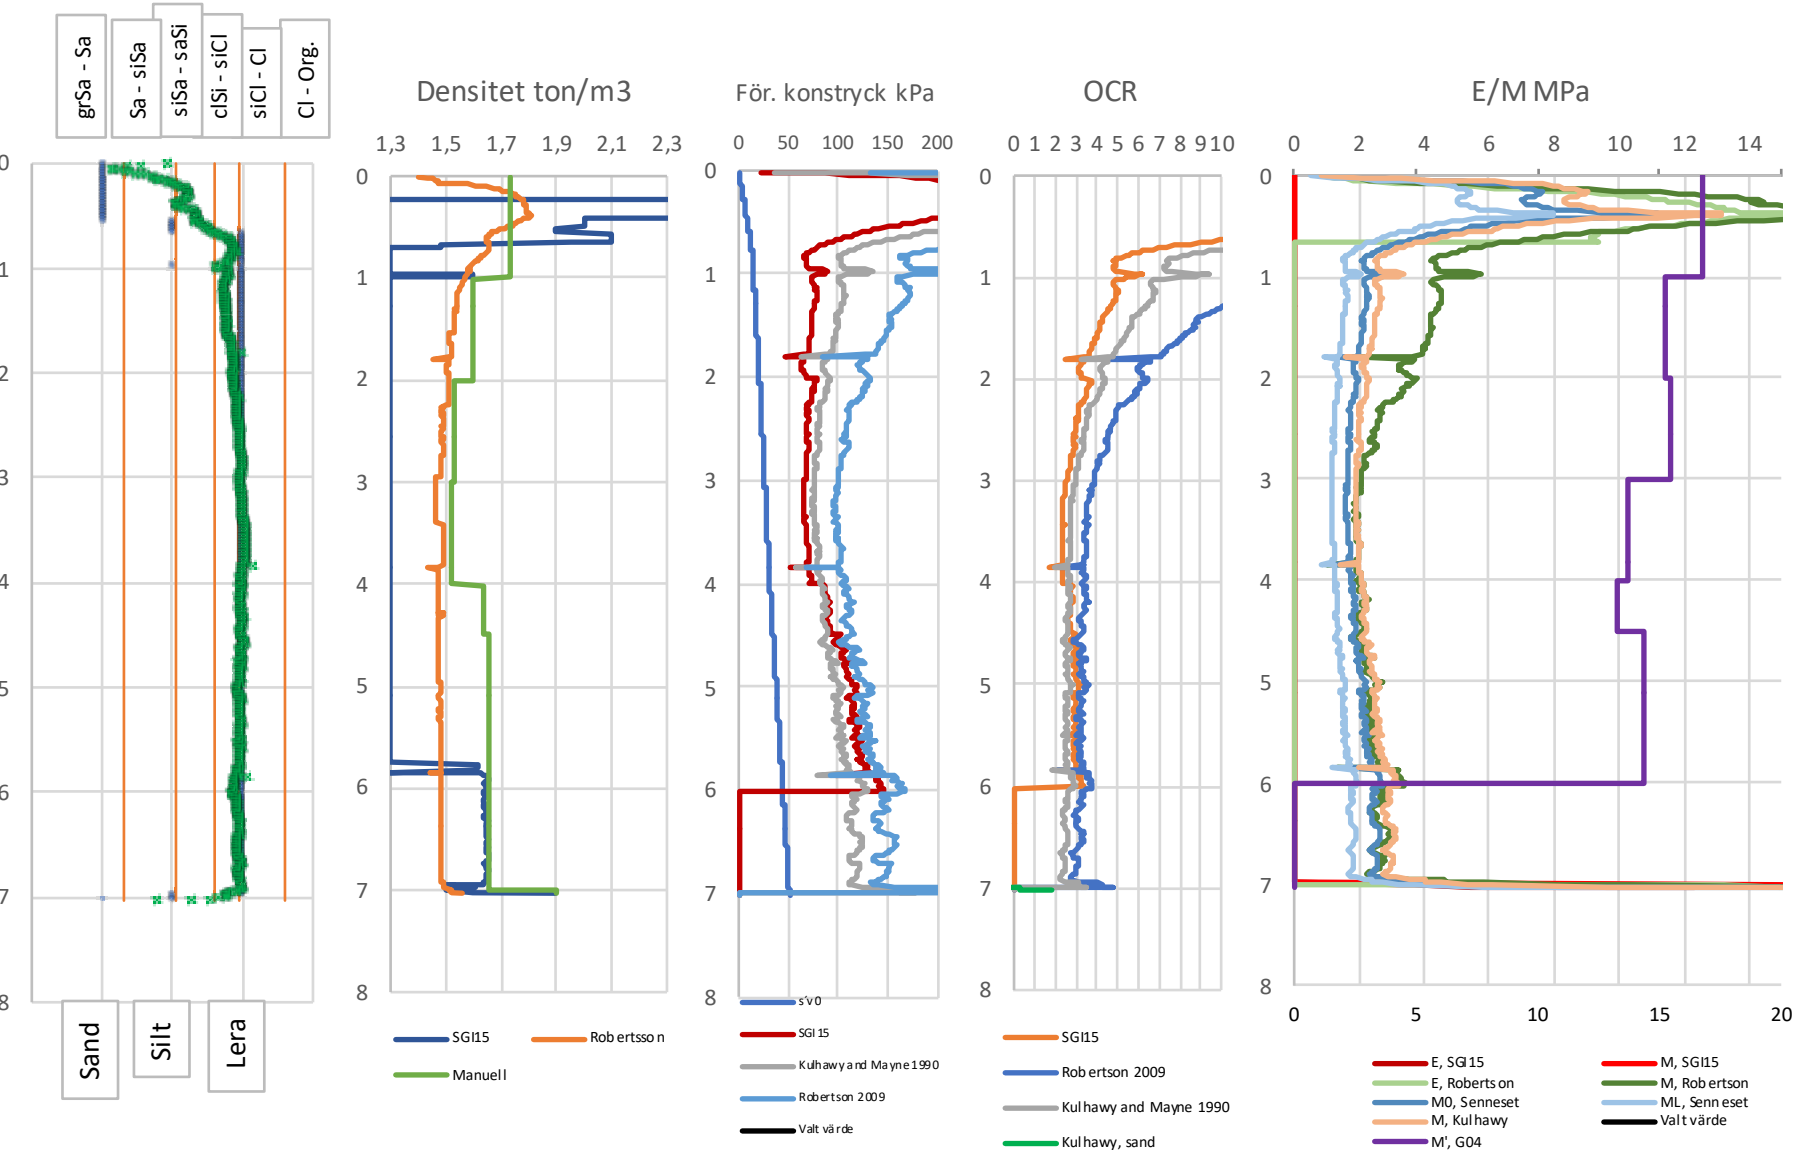 grSa - Sa
Sa - siSa
siSa - saSi
clSi - siCl
siCl - Cl
Cl - Org.
0
1
2
3
4
5
6
7
8
Sand
Silt
Lera
Densitet ton/m3
1,3 1,5 1,7 1,9 2,1 2,3
0
1
2
3
4
5
6
7
8
SGI15
Robertsson
Manuell
För. konstryck kPa
0 50 100 150 200
0
1
2
3
4
5
6
7
8
s'v0
SGI15
Kulhawy and Mayne 1990
Robertson 2009
Valt värde
OCR
0 1 2 3 4 5 6 7 8 9 10
0
1
2
3
4
5
6
7
8
SGI15
Robertson 2009
Kulhawy and Mayne 1990
Kulhawy, sand
E/M MPa
0 2 4 6 8 10 12 14
0
1
2
3
4
5
6
7
8
0 5 10 15 20
E, SGI15
M, SGI15
E, Robertson
M, Robertson
M0, Senneset
ML, Senneset
M, Kulhawy
Valt värde
M', G04